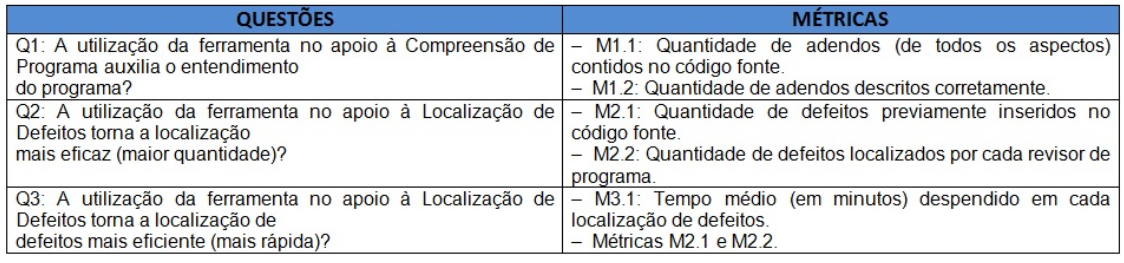 QUESTÕES
MÉTRICAS
Q1: A utilização da ferramenta no apoio à Compreensão de
Programa auxilia o entendimento
do programa?
– M1.1: Quantidade de adendos (de todos os aspectos)
contidos no código fonte.
– M1.2: Quantidade de adendos descritos corretamente.
Q2: A utilização da ferramenta no apoio à Localização de
Defeitos torna a localização
mais eficaz (maior quantidade)?
– M2.1: Quantidade de defeitos previamente inseridos no
código fonte.
– M2.2: Quantidade de defeitos localizados por cada revisor de
programa.
Q3: A utilização da ferramenta no apoio à Localização de
Defeitos torna a localização de
defeitos mais eficiente (mais rápida)?
– M3.1: Tempo médio (em minutos) despendido em cada
localização de defeitos.
– Métricas M2.1 e M2.2.